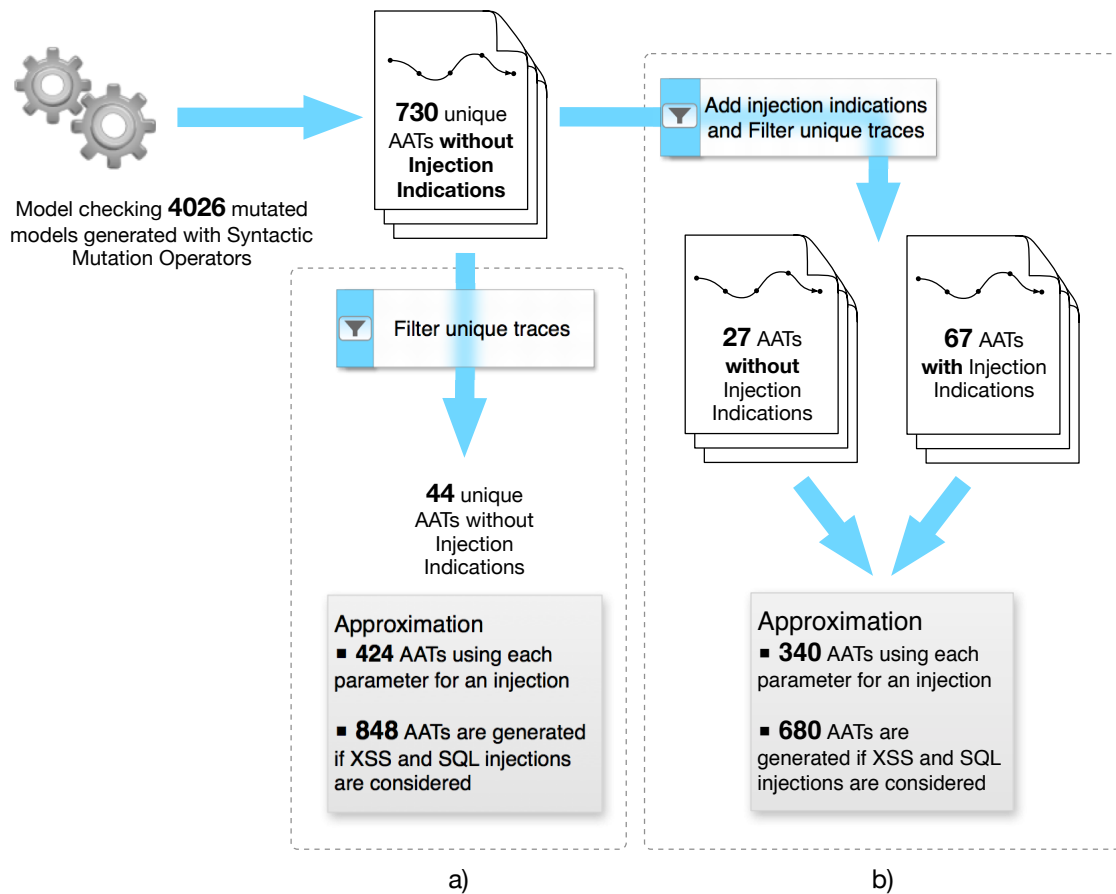 730 unique
AATs without
Injection
Indications
Model checking 4026 mutated
models generated with Syntactic
Mutation Operators
Filter unique traces
44 unique
AATs without
Injection
Indications
Approximation
▪ 424 AATs using each
parameter for an injection
▪ 848 AATs are generated
if XSS and SQL injections
are considered
a)
Add injection indications
and Filter unique traces
27 AATs
without
Injection
Indications
67 AATs
with Injection
Indications
Approximation
▪ 340 AATs using each
parameter for an injection
▪ 680 AATs are
generated if XSS and SQL
injections are considered
b)